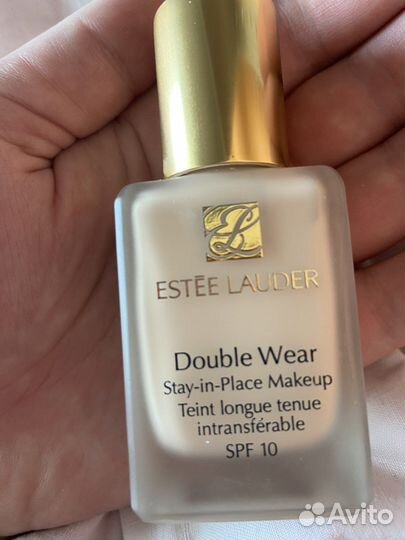 ESTĒE LAUDER
Double Wear
Stay-in-Place Makeup
Teint longue tenue
intransférable
SPF 10
Avito